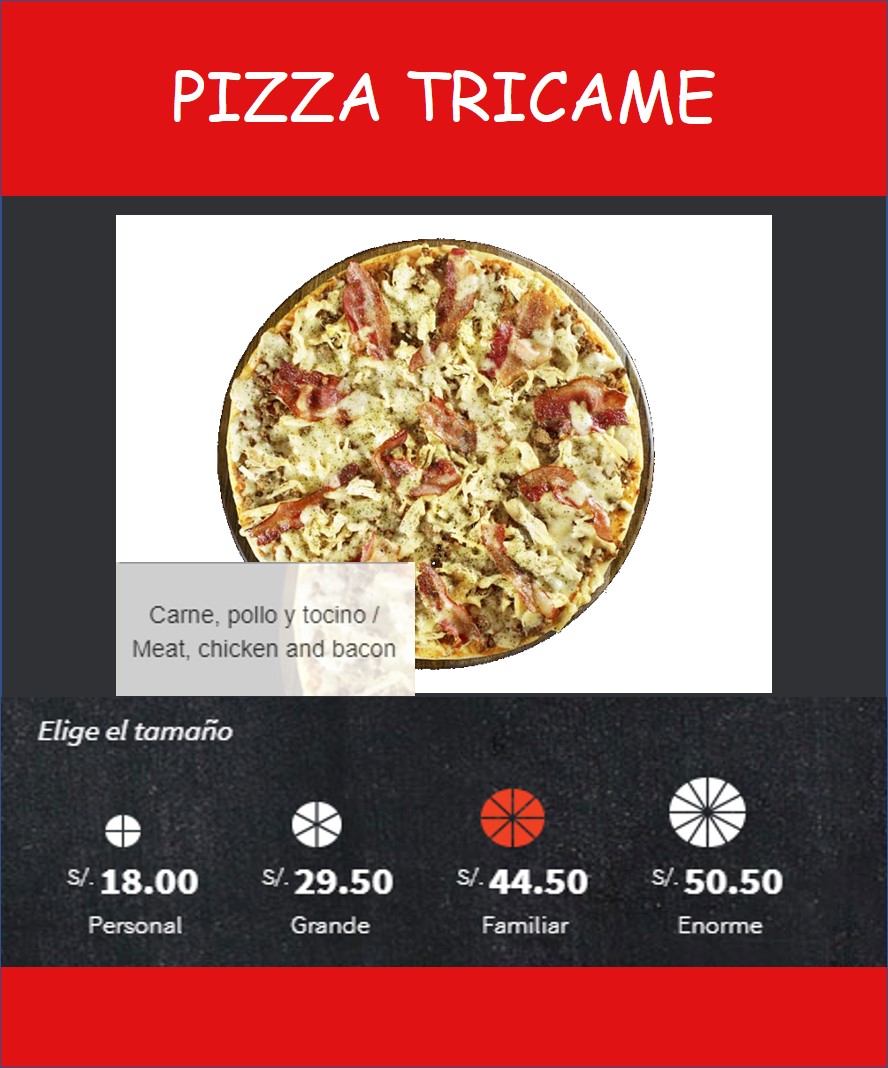 PIZZA TRICAME
Carne, pollo y tocino /
Meat, chicken and bacon
Elige el tamaño
S/. 18.00 S/. 29.50 S/. 44.50 S/. 50.50
Personal Grande Familiar Enorme